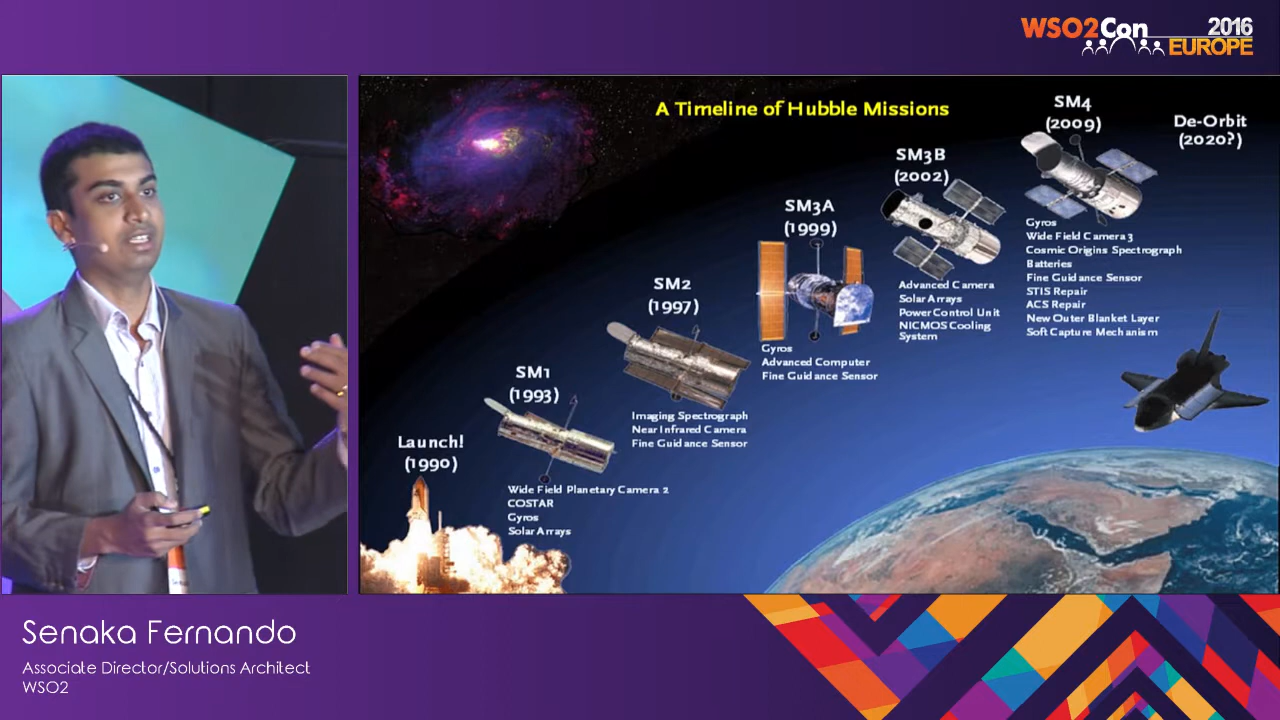 WSO2Con 2016
EUROPE
A Timeline of Hubble Missions
Launch!
(1990)
SM1
(1993)
Wide Field Planetary Camera 2
COSTAR
Gyros
Solar Arrays
SM2
(1997)
Imaging Spectrograph
Near Infrared Camera
Fine Guidance Sensor
SM3A
(1999)
Gyros
Advanced Computer
Fine Guidance Sensor
SM3B
(2002)
Advanced Camera
Solar Arrays
Power Control Unit
NICMOS Cooling
System
SM4
(2009)
Gyros
Wide Field Camera 3
Cosmic Origins Spectrograph
Batteries
Fine Guidance Sensor
STIS Repair
ACS Repair
New Outer Blanket Layer
Soft Capture Mechanism
De-Orbit
(2020?)
Senaka Fernando
Associate Director/Solutions Architect
WSO2